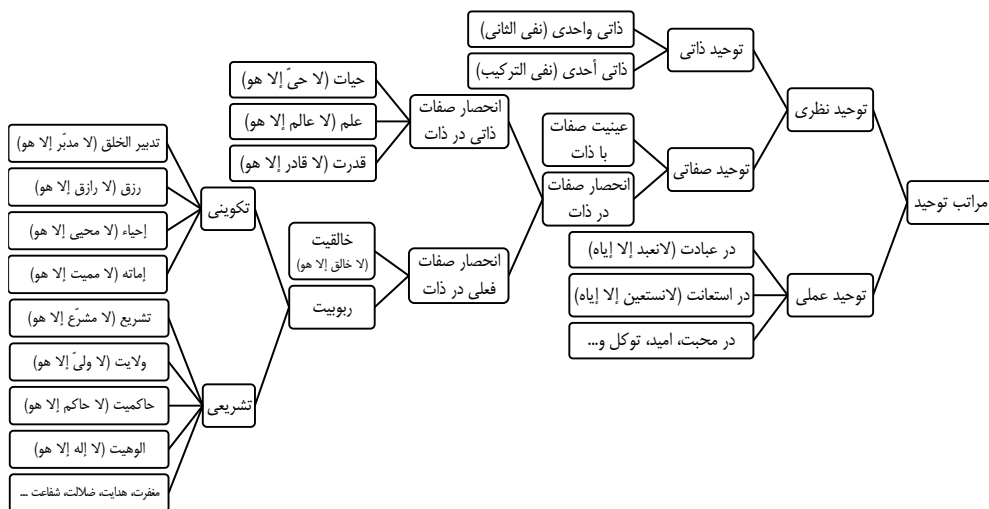 مراتب توحید
توحید نظری
توحید ذاتی
ذاتی واحدی (نفی الثانی)
ذاتی أحدی (نفی الترکیب)
توحید صفاتی
عینیت صفات
با ذات
انحصار صفات
در ذات
انحصار صفات
ذاتی در ذات
حیات (لا حیّ إلا هو)
علم (لا عالم إلا هو)
قدرت (لا قادر إلا هو)
انحصار صفات
فعلی در ذات
خالقیت
(لا خالق إلا هو)
ربوبیت
تکوینی
تدبیر الخلق (لا مدبّر إلا هو)
رزق (لا رازق إلا هو)
إحیاء (لا محیی إلا هو)
إماته (لا ممیت إلا هو)
تشریعی
تشریع (لا مشرّع إلا هو)
ولایت (لا ولیّ إلا هو)
حاکمیت (لا حاکم إلا هو)
الوهیت (لا إله إلا هو)
مغفرت، هدایت، ضلالت، شفاعت ...
توحید عملی
در عبادت (لانعبد إلا إیاه)
در استعانت (لانستعین إلا إیاه)
در محبت، امید، توکل و...